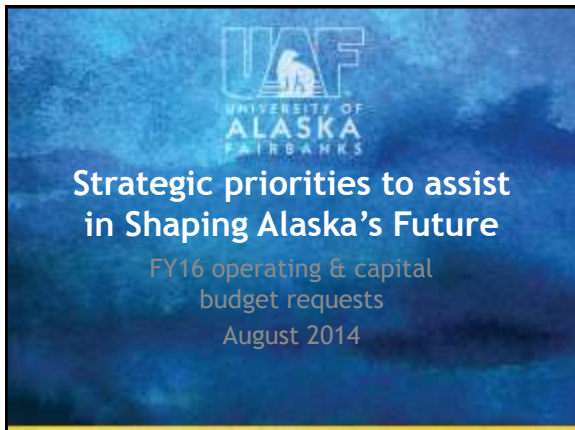 UAF
UNIVERSITY OF
ALASKA
FAIRBANKS
Strategic priorities to assist
in Shaping Alaska's Future
FY16 operating & capital
budget requests
August 2014